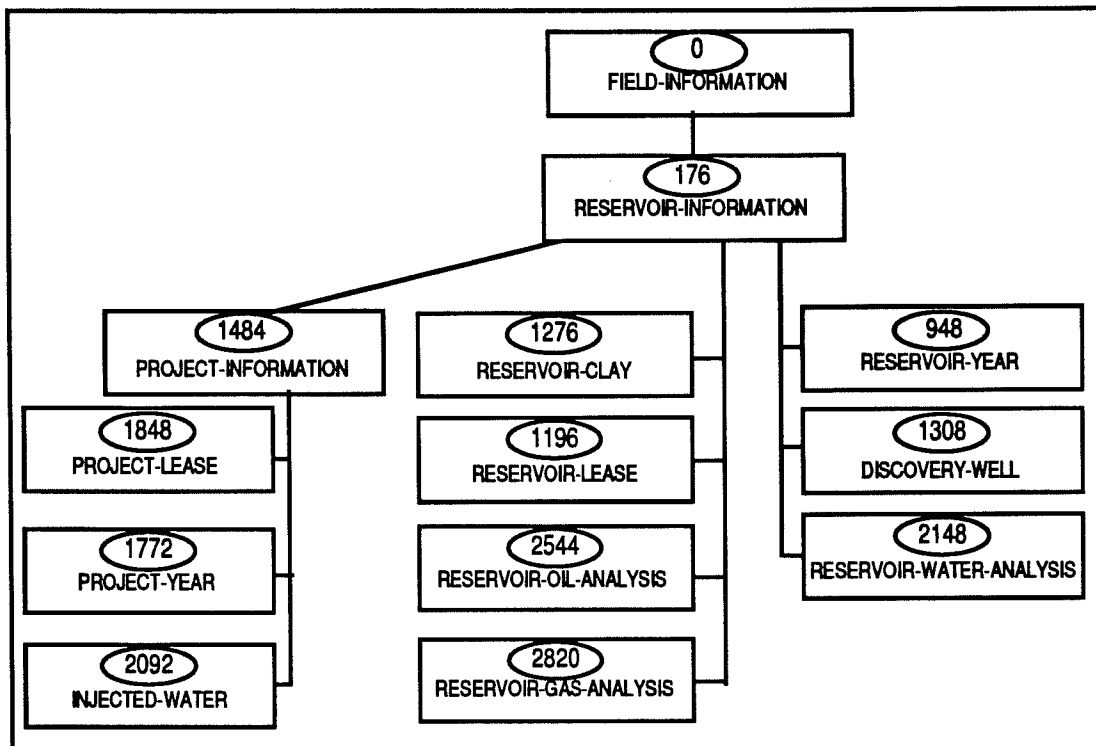 0
FIELD-INFORMATION
176
RESERVOIR-INFORMATION
1484
PROJECT-INFORMATION
1848
PROJECT-LEASE
1772
PROJECT-YEAR
2092
INJECTED-WATER
1276
RESERVOIR-CLAY
1196
RESERVOIR-LEASE
2544
RESERVOIR-OIL-ANALYSIS
2820
RESERVOIR-GAS-ANALYSIS
948
RESERVOIR-YEAR
1308
DISCOVERY-WELL
2148
RESERVOIR-WATER-ANALYSIS